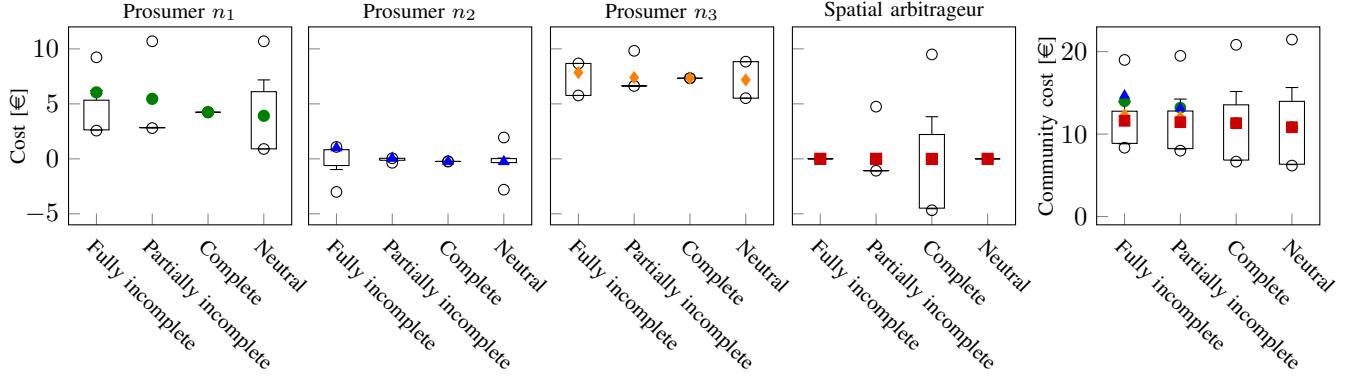 Prosumer n₁
Prosumer n₂
Prosumer n₃
Spatial arbitrageur
Cost [€]
10
5
0
−5
Fully incomplete
Partially incomplete
Complete
Neutral
Fully incomplete
Partially incomplete
Complete
Neutral
Fully incomplete
Partially incomplete
Complete
Neutral
Fully incomplete
Partially incomplete
Complete
Neutral
Community cost [€]
20
10
0
Fully incomplete
Partially incomplete
Complete
Neutral